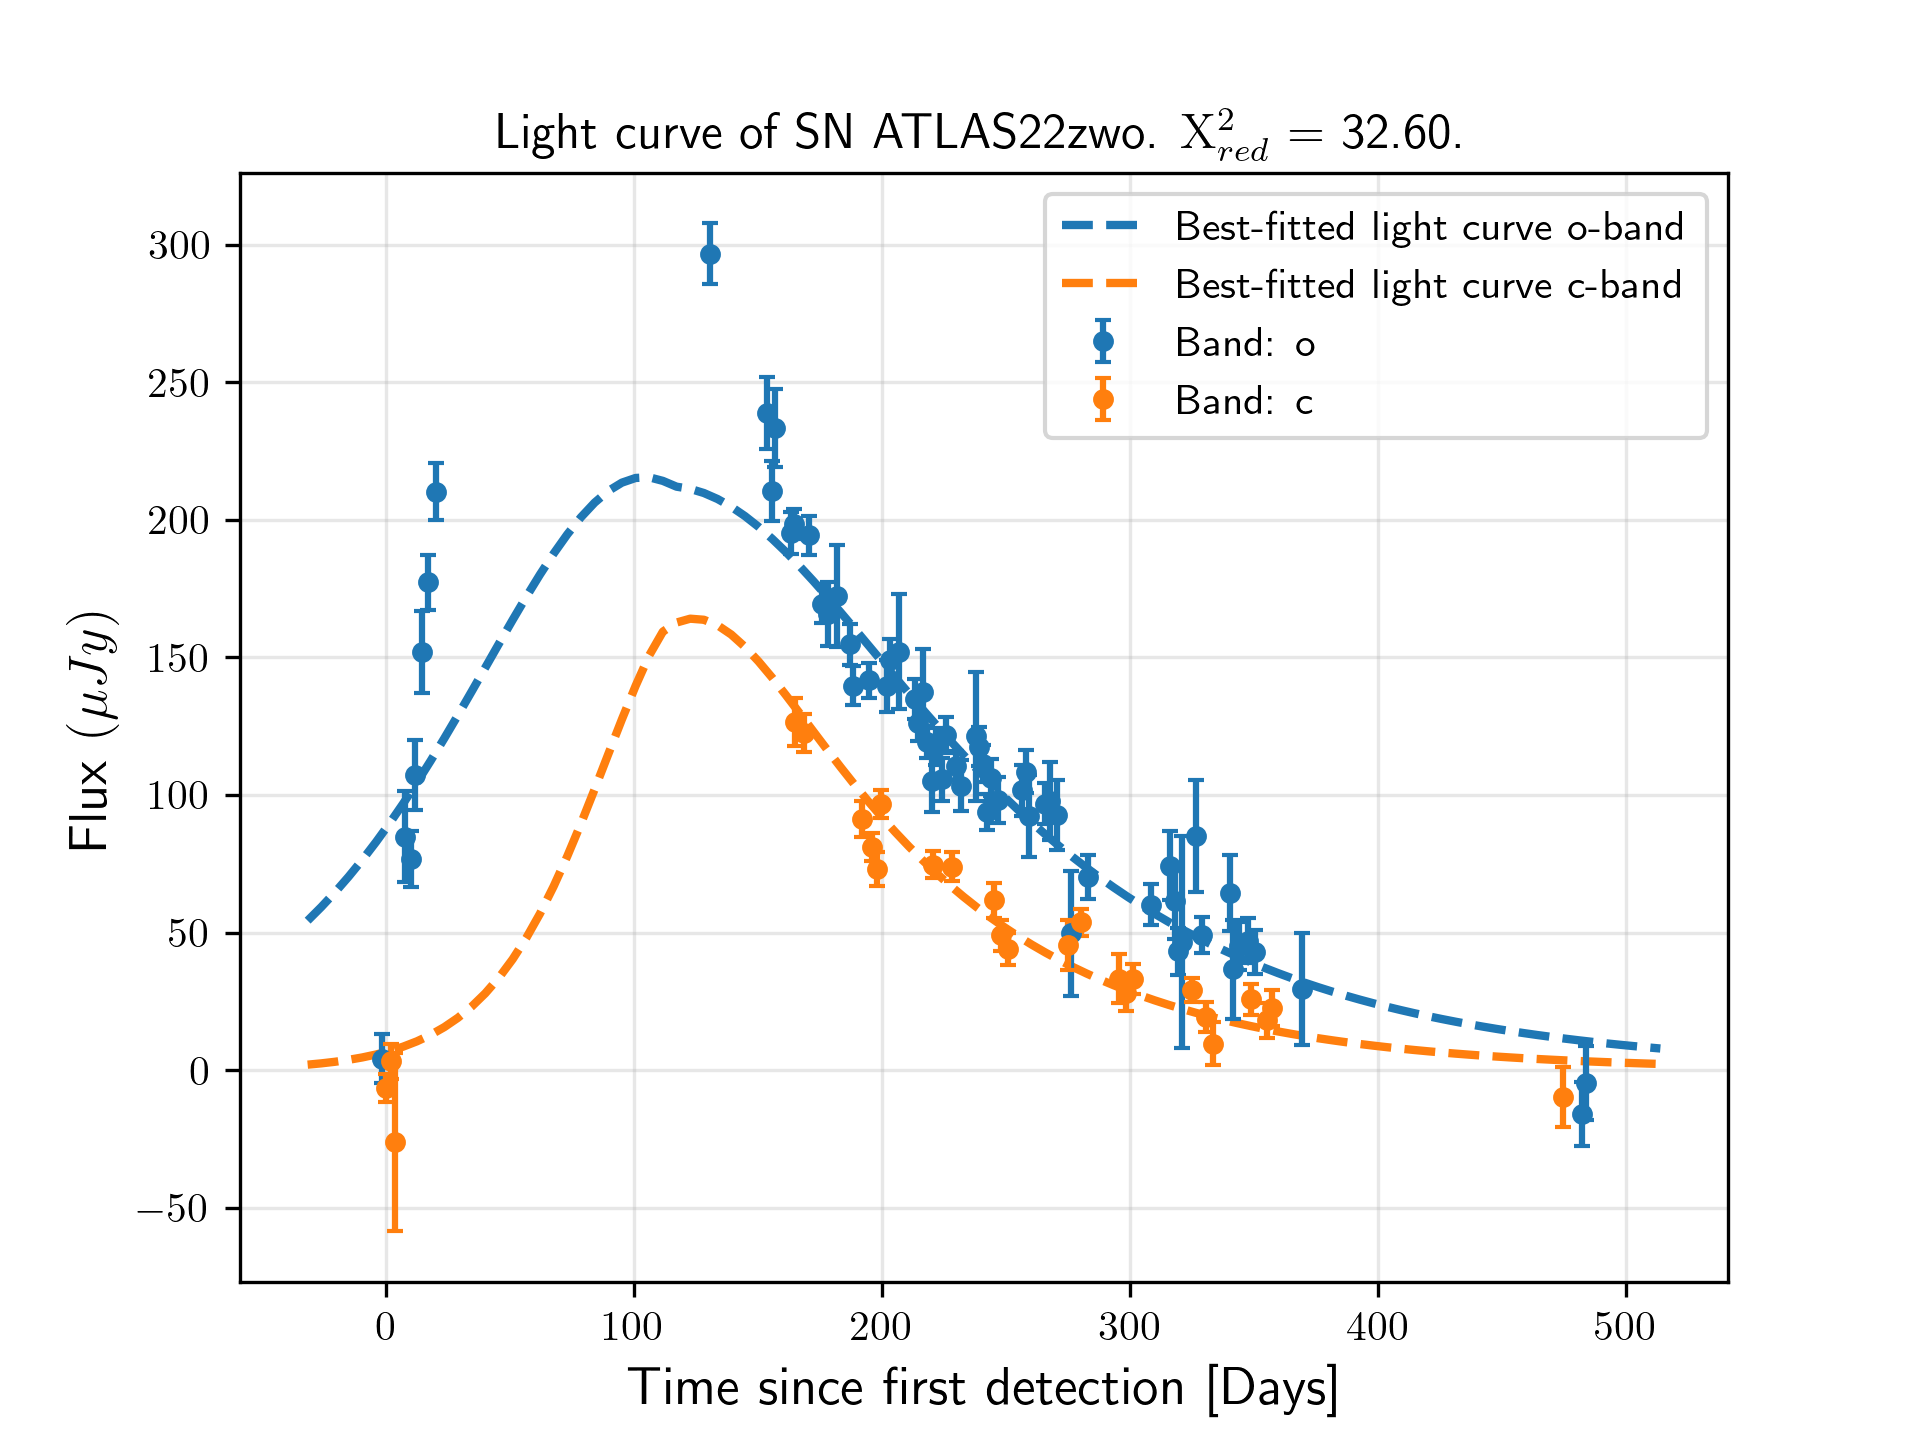 Light curve of SN ATLAS22zwo. X²_red = 32.60.
Best-fitted light curve o-band
Best-fitted light curve c-band
Band: o
Band: c
Flux (μJy)
300
250
200
150
100
50
0
−50
0 100 200 300 400 500
Time since first detection [Days]